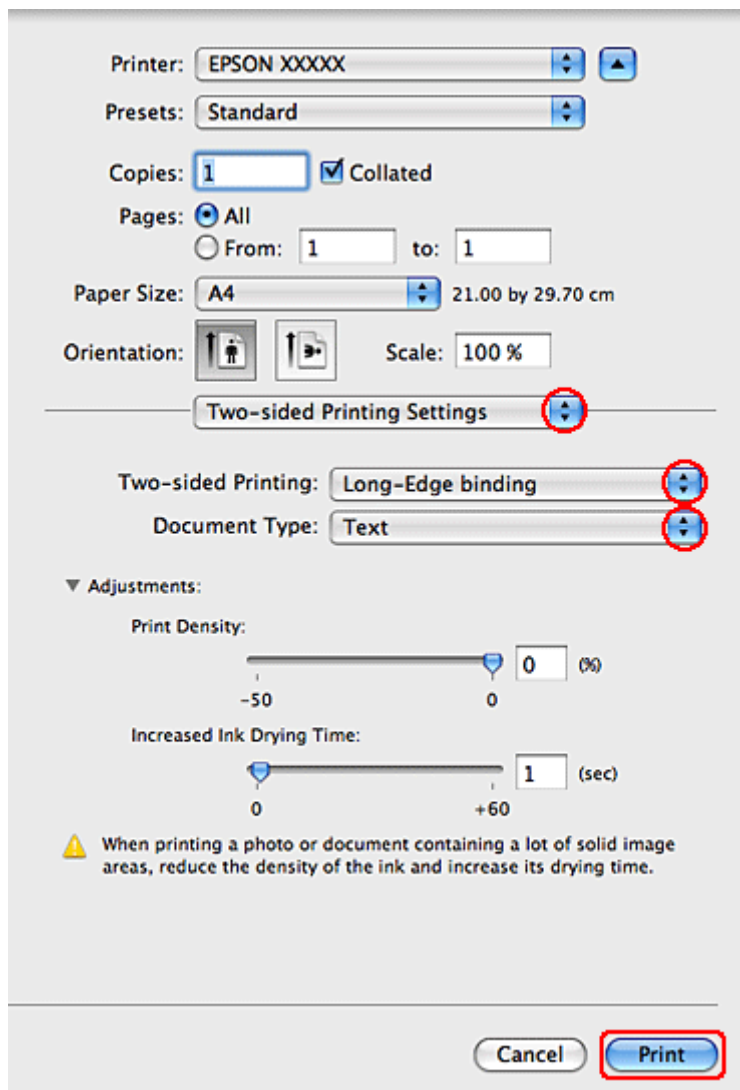 Printer: EPSON XXXXX
Presets: Standard
Copies: 1 Collated
Pages: All
From: 1 to: 1
Paper Size: A4 21.00 by 29.70 cm
Orientation: Scale: 100 %
Two-sided Printing Settings
Two-sided Printing: Long-Edge binding
Document Type: Text
Adjustments:
Print Density:
0 (%)
-50 0
Increased Ink Drying Time:
1 (sec)
0 +60
When printing a photo or document containing a lot of solid image
areas, reduce the density of the ink and increase its drying time.
Cancel Print